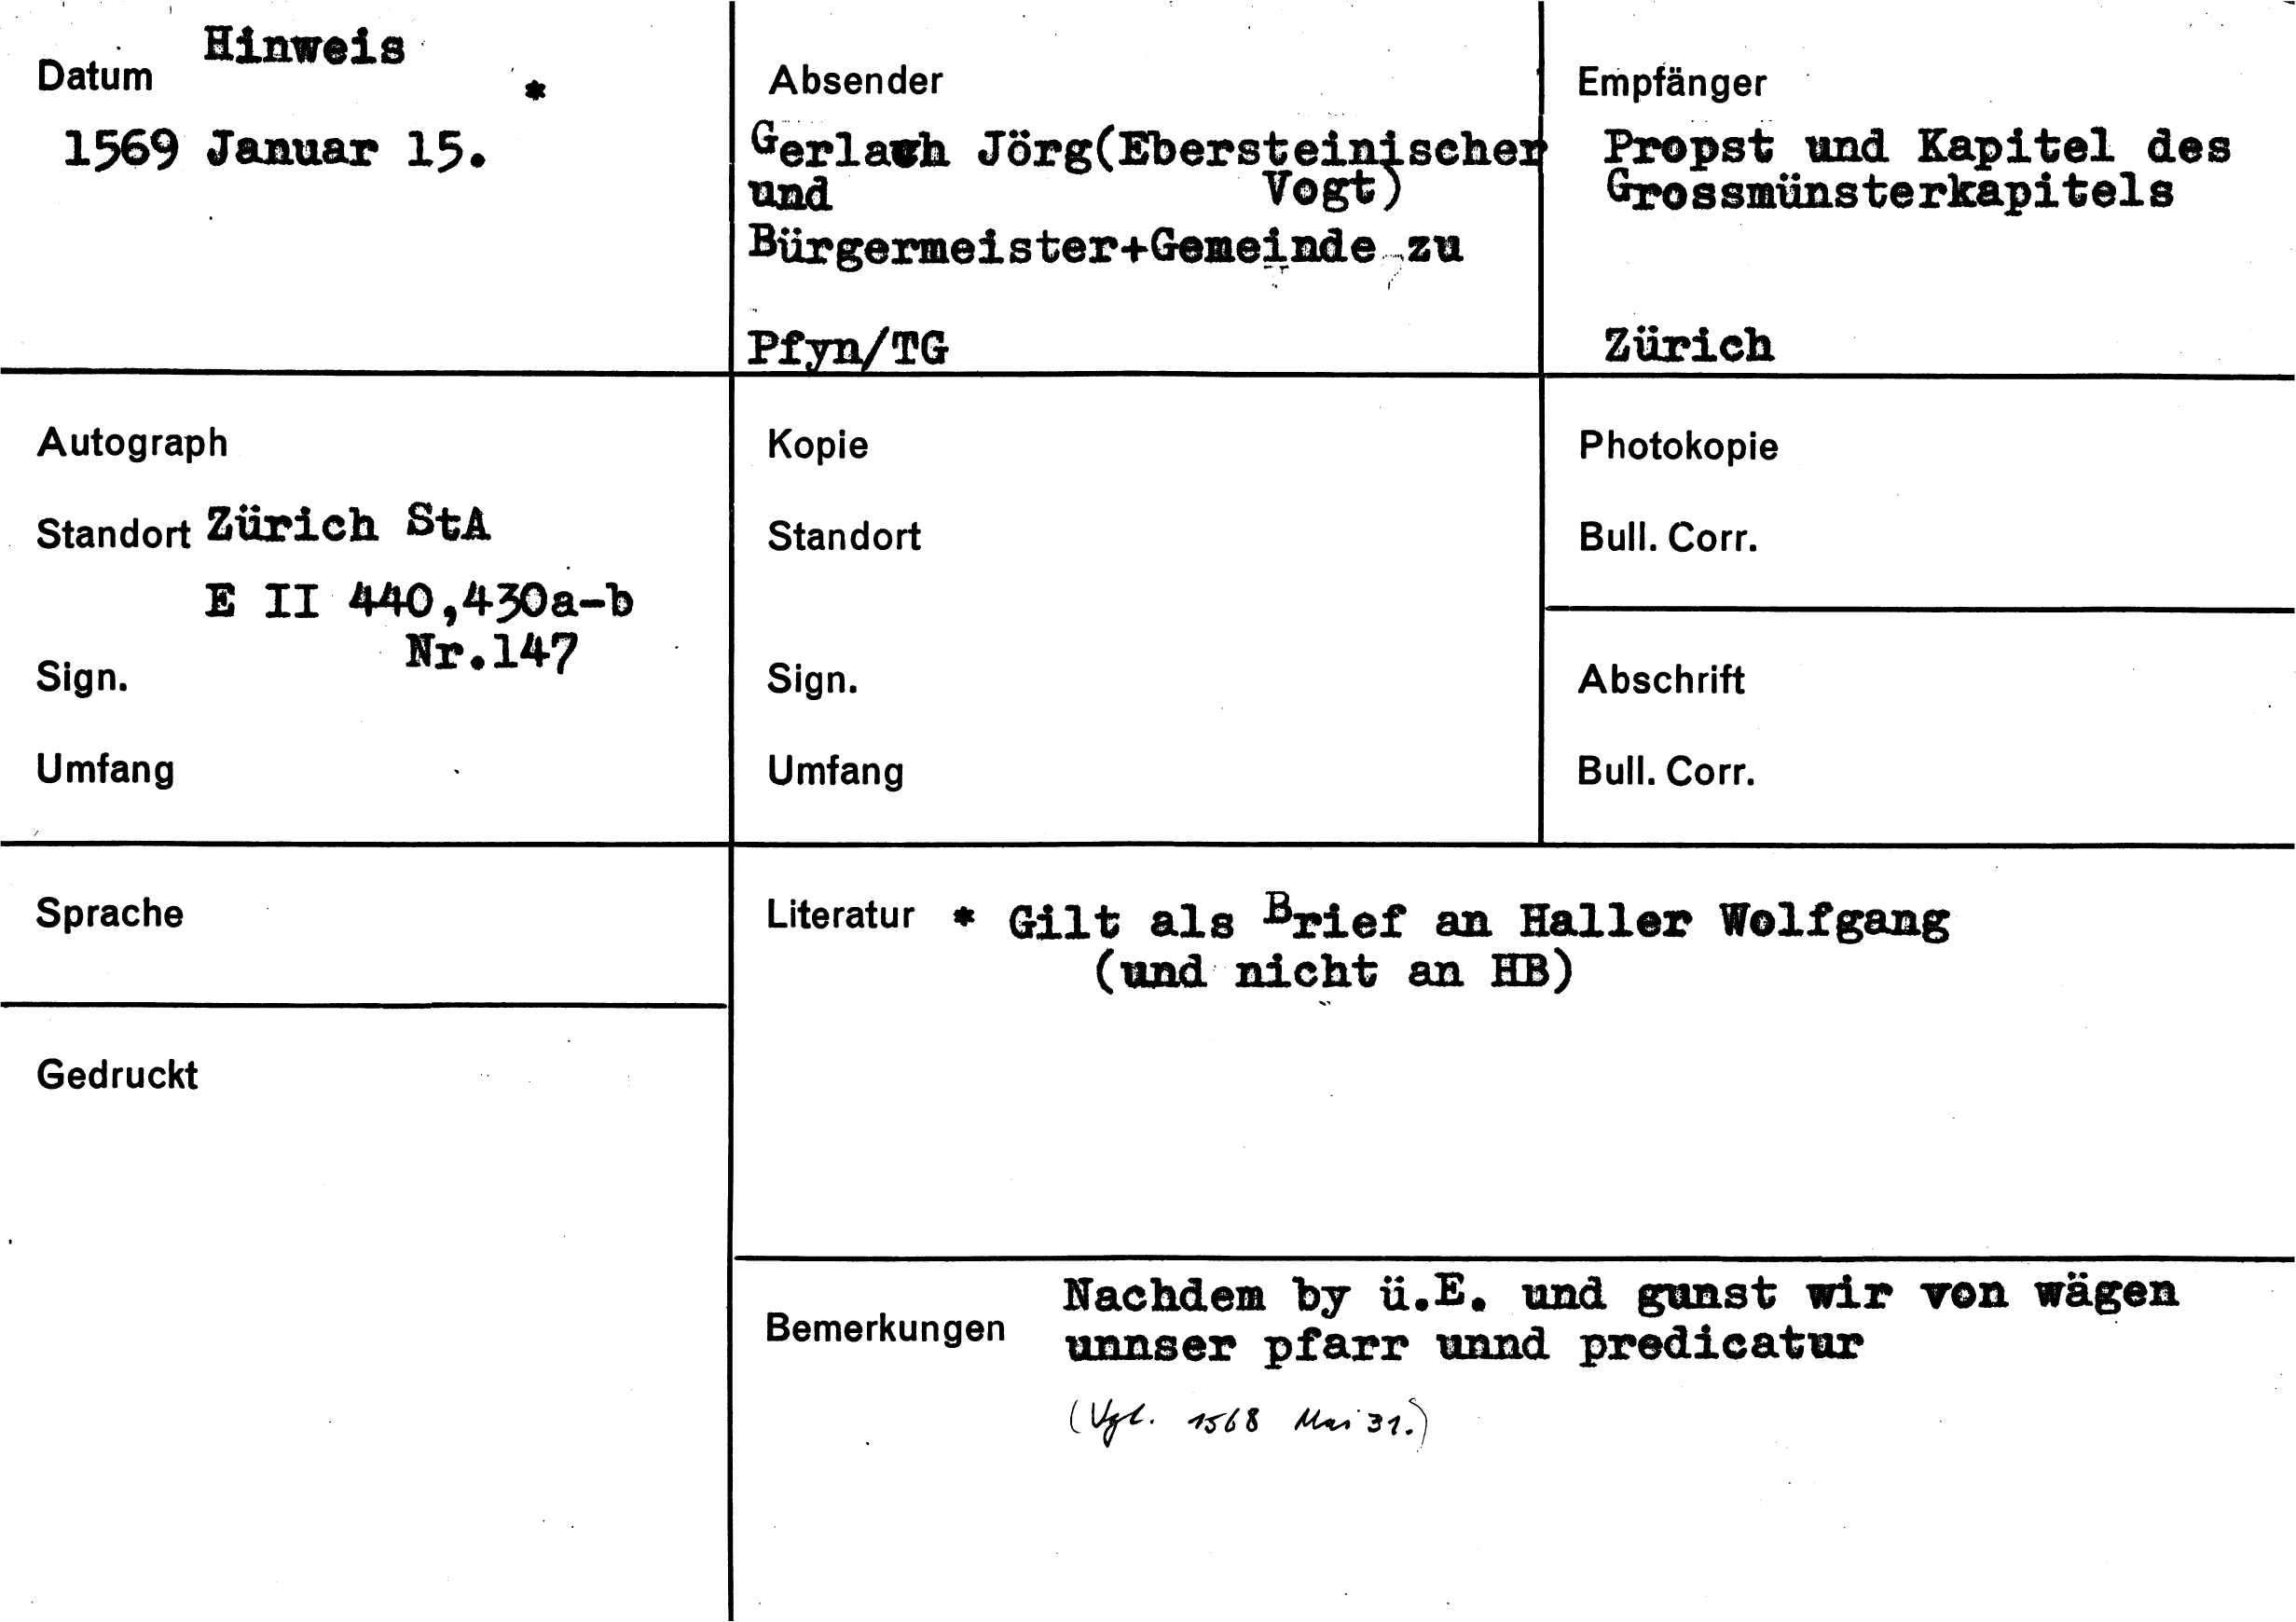 Hinweis
Datum *
1569 Januar 15.
Absender
Gerlach Jörg(Ebersteinischer
und Vogt)
Bürgermeister+Gemeinde zu
Pfyn/TG
Empfänger
Propst und Kapitel des
Grossmünsterkapitels
Zürich
Autograph
Standort Zürich StA
E II 440,430a-b
Nr.147
Sign.
Umfang
Kopie
Standort
Sign.
Umfang
Photokopie
Bull. Corr.
Abschrift
Bull. Corr.
Sprache
Gedruckt
Literatur * Gilt als Brief an Haller Wolfgang
(und nicht an HB)
Bemerkungen
Nachdem by ü.E. und gunst wir von wägen
unnser pfarr unnd predicatur
(Vgl. 1568 Mai 31.)